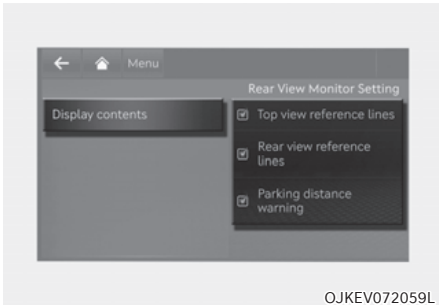 Menu
Rear View Monitor Setting
Display contents
Top view reference lines
Rear view reference
lines
Parking distance
warning
OJKEV072059L